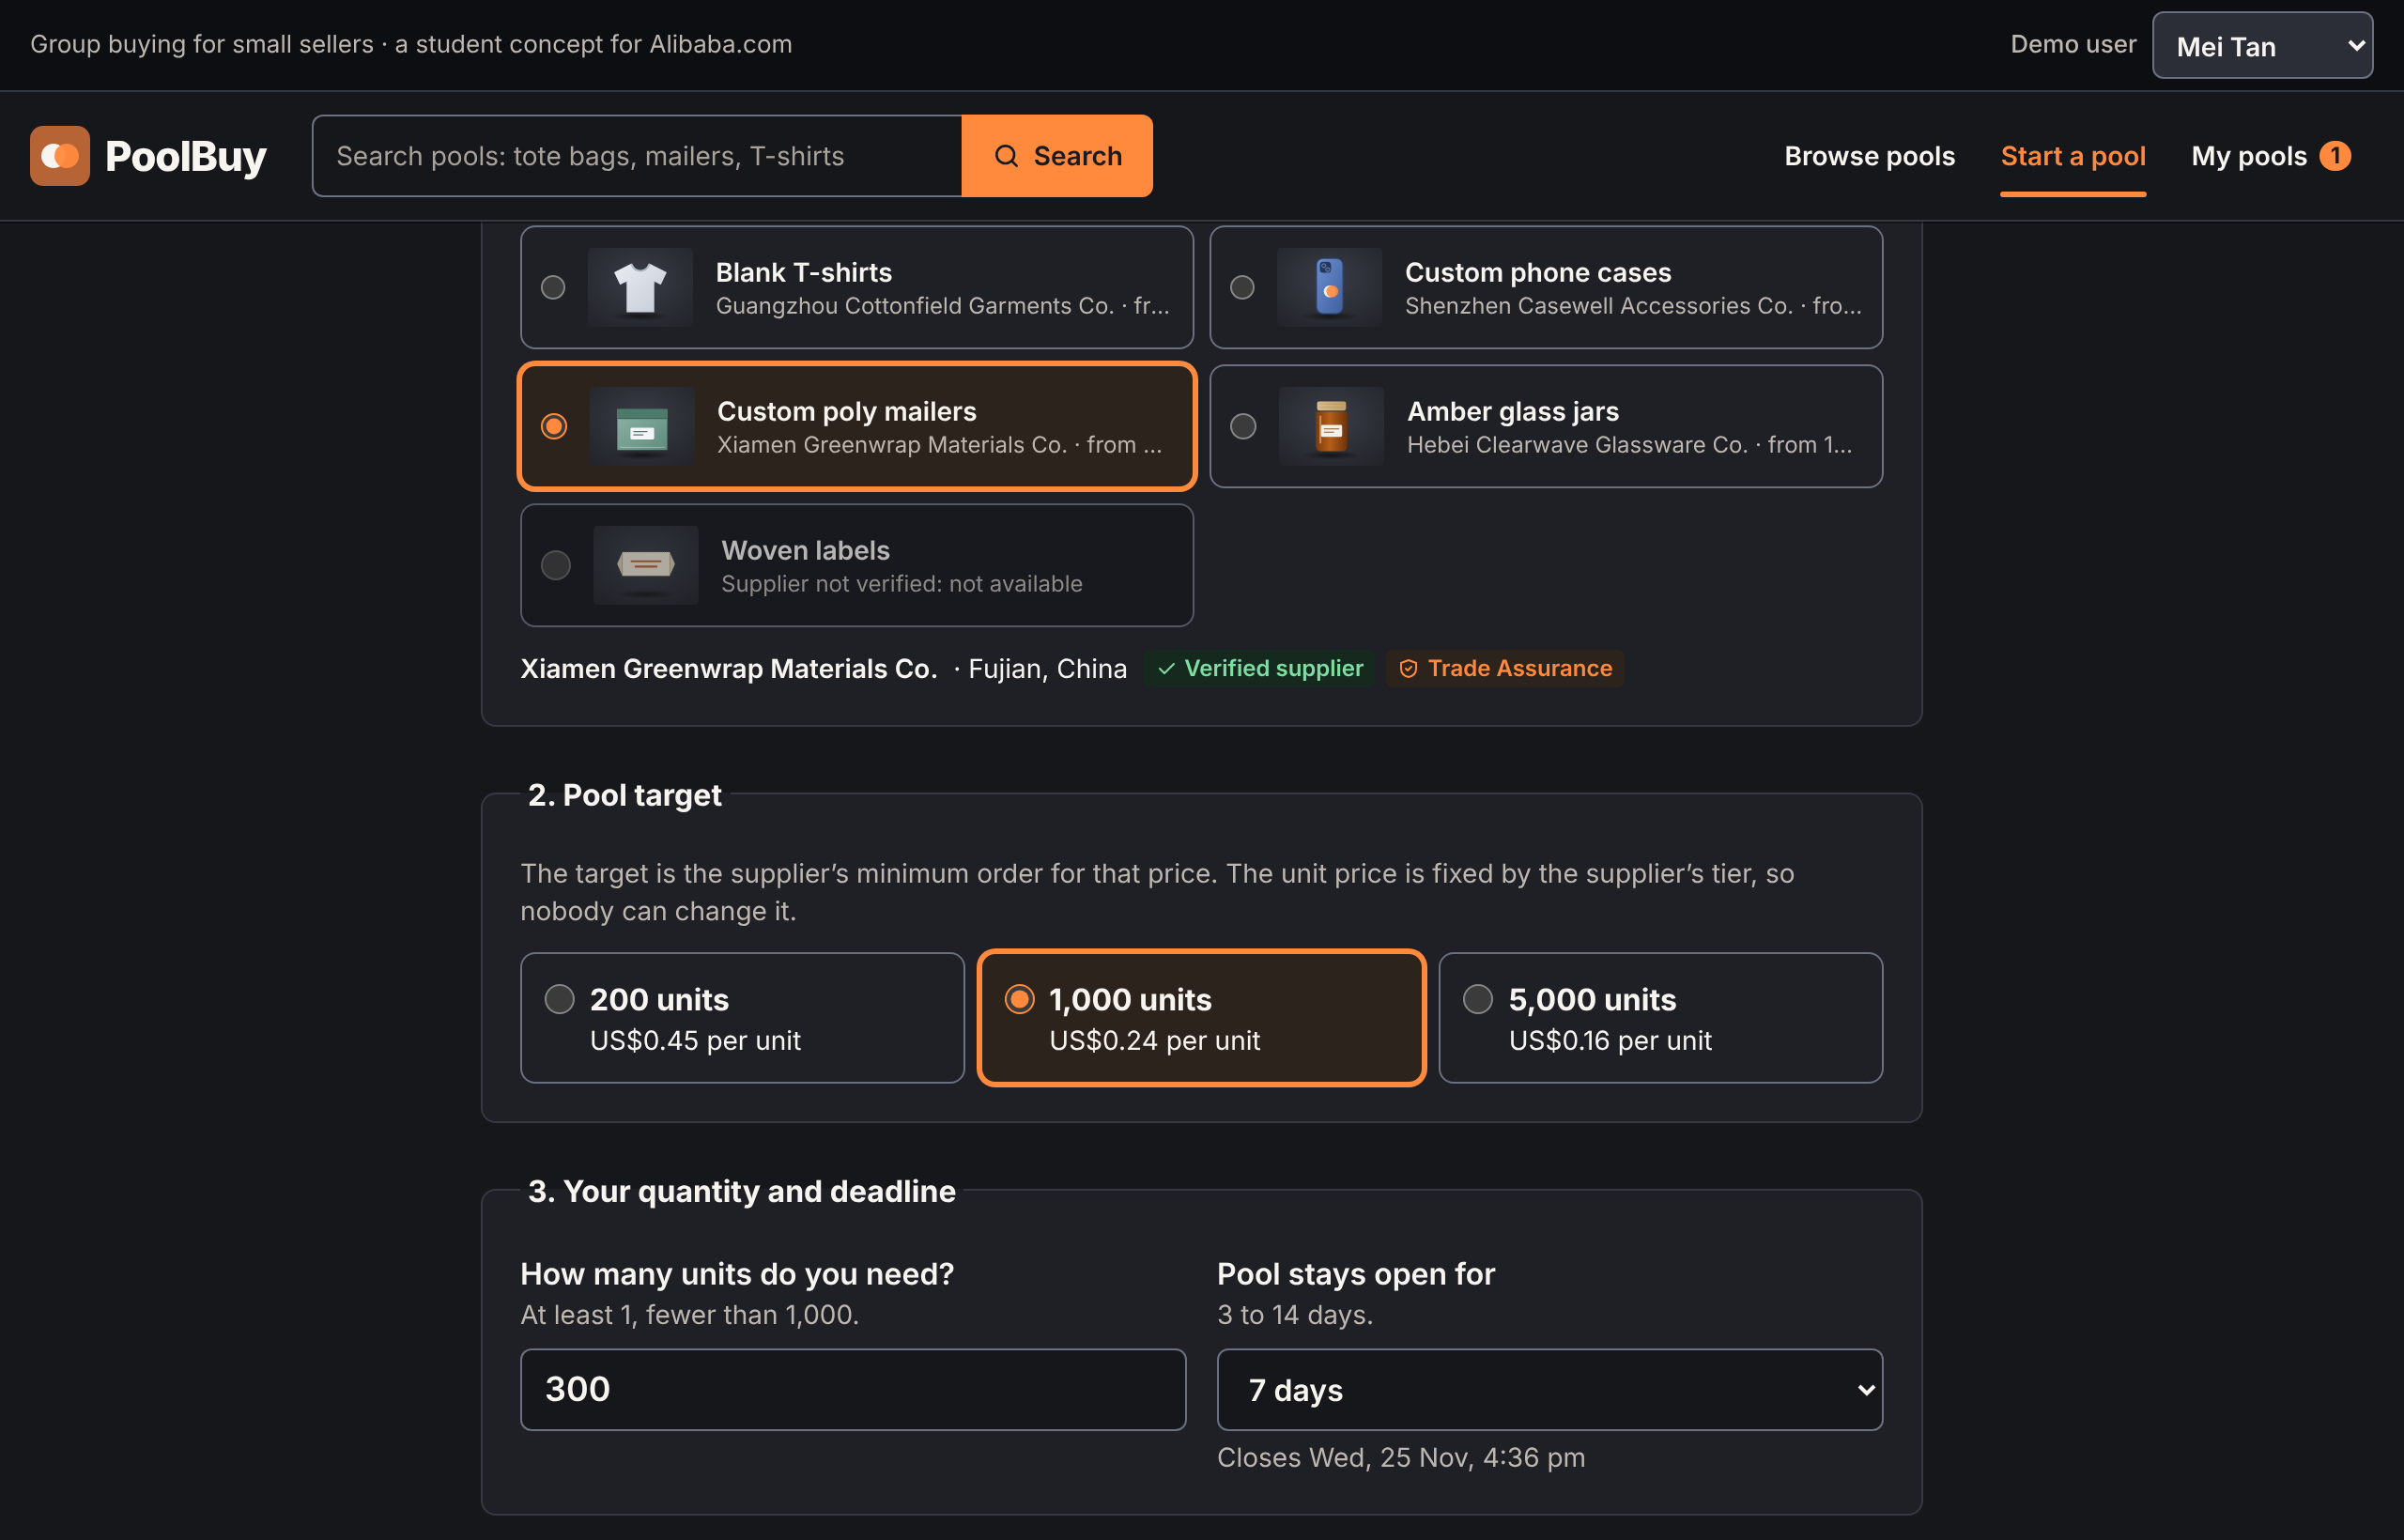 Group buying for small sellers · a student concept for Alibaba.com
Demo user
Mei Tan
PoolBuy
Search pools: tote bags, mailers, T-shirts
Search
Browse pools
Start a pool
My pools 1
Blank T-shirts
Guangzhou Cottonfield Garments Co. · fr...
Custom phone cases
Shenzhen Casewell Accessories Co. · fro...
Custom poly mailers
Xiamen Greenwrap Materials Co. · from ...
Amber glass jars
Hebei Clearwave Glassware Co. · from 1...
Woven labels
Supplier not verified: not available
Xiamen Greenwrap Materials Co. · Fujian, China
Verified supplier
Trade Assurance
2. Pool target
The target is the supplier’s minimum order for that price. The unit price is fixed by the supplier’s tier, so
nobody can change it.
200 units
US$0.45 per unit
1,000 units
US$0.24 per unit
5,000 units
US$0.16 per unit
3. Your quantity and deadline
How many units do you need?
At least 1, fewer than 1,000.
300
Pool stays open for
3 to 14 days.
7 days
Closes Wed, 25 Nov, 4:36 pm